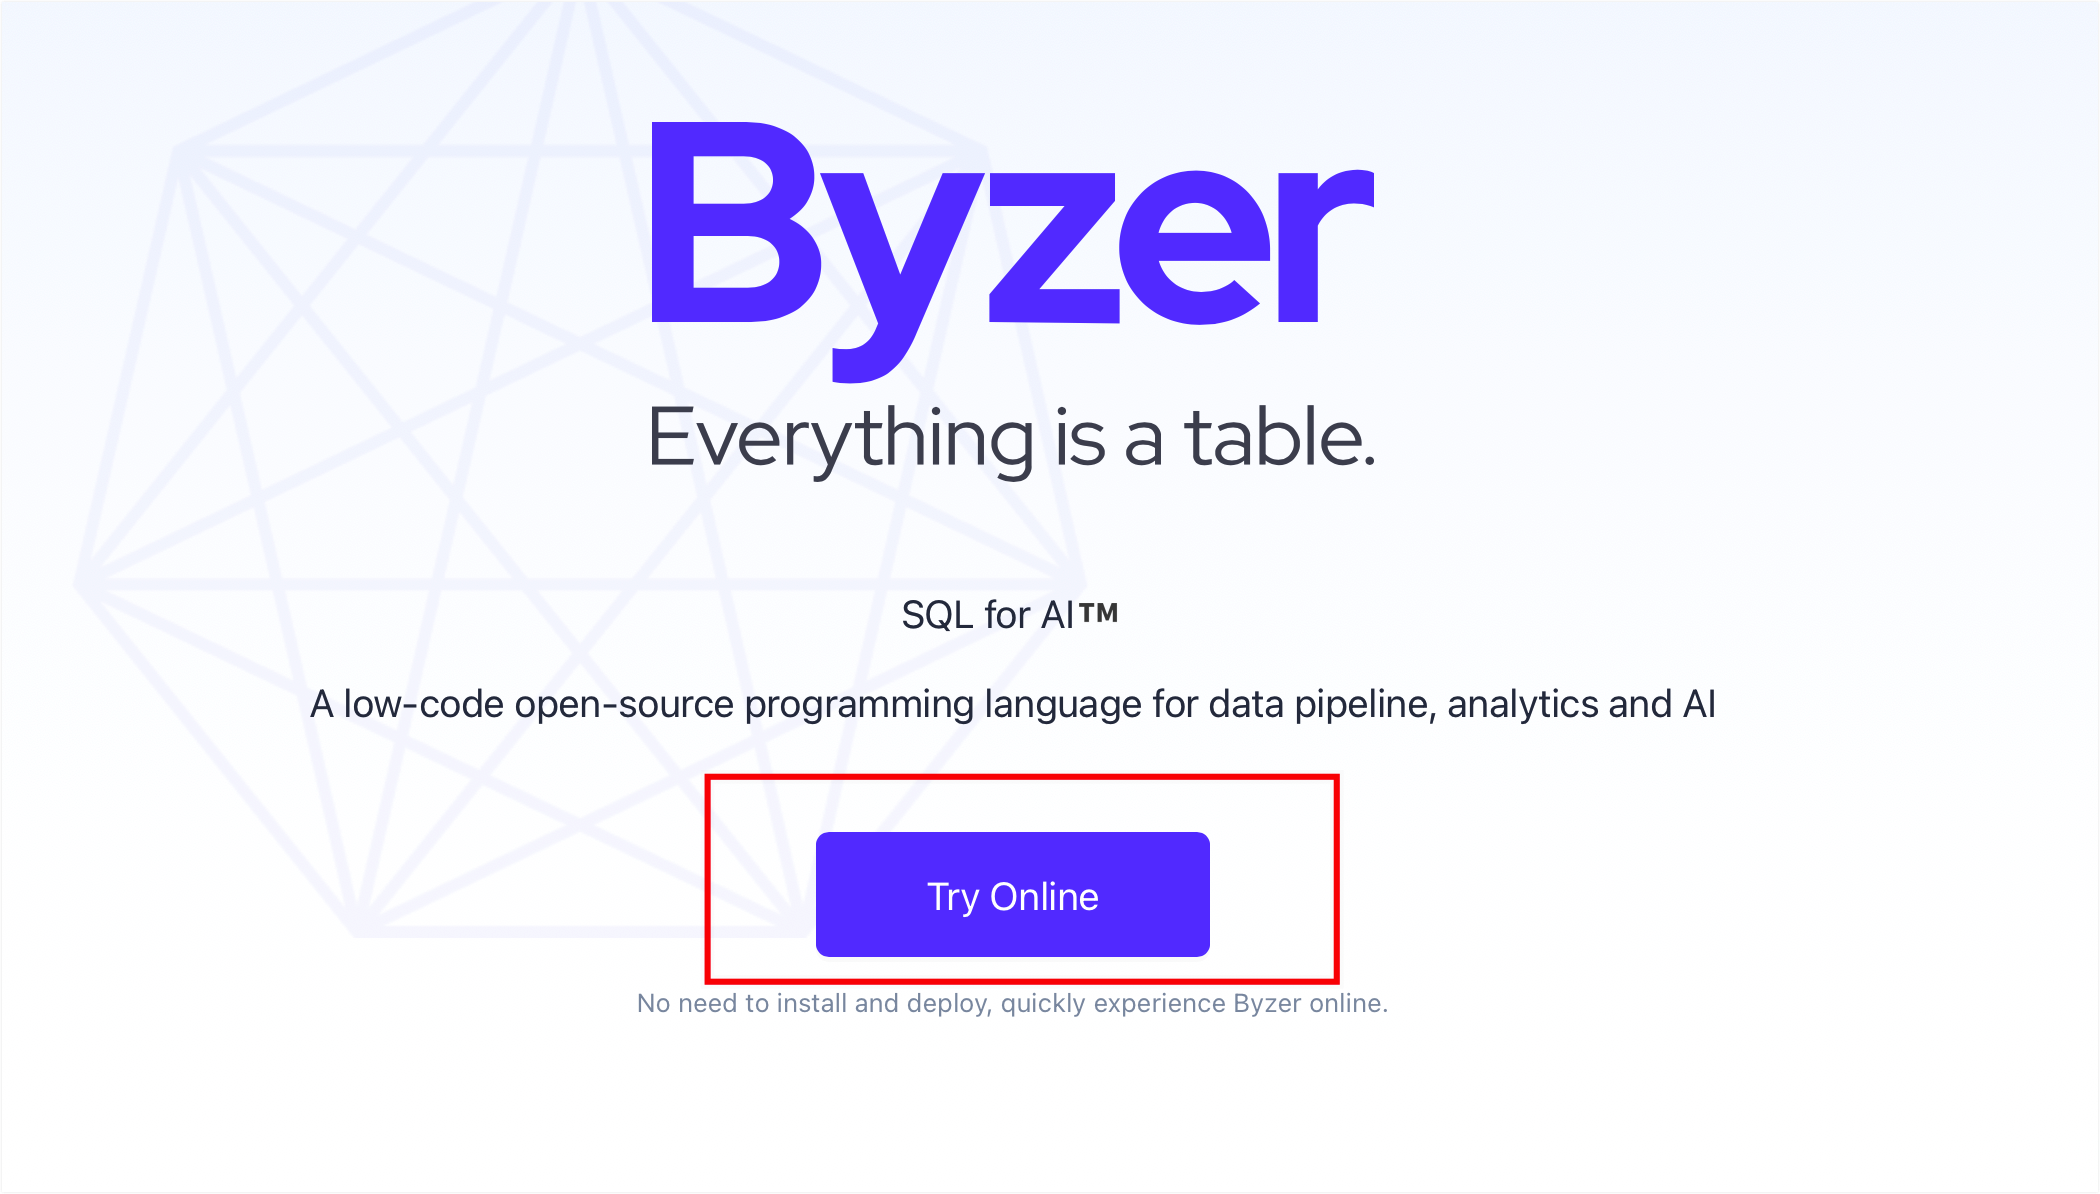 Byzer
Everything is a table.
SQL for AI™
A low-code open-source programming language for data pipeline, analytics and AI
Try Online
No need to install and deploy, quickly experience Byzer online.